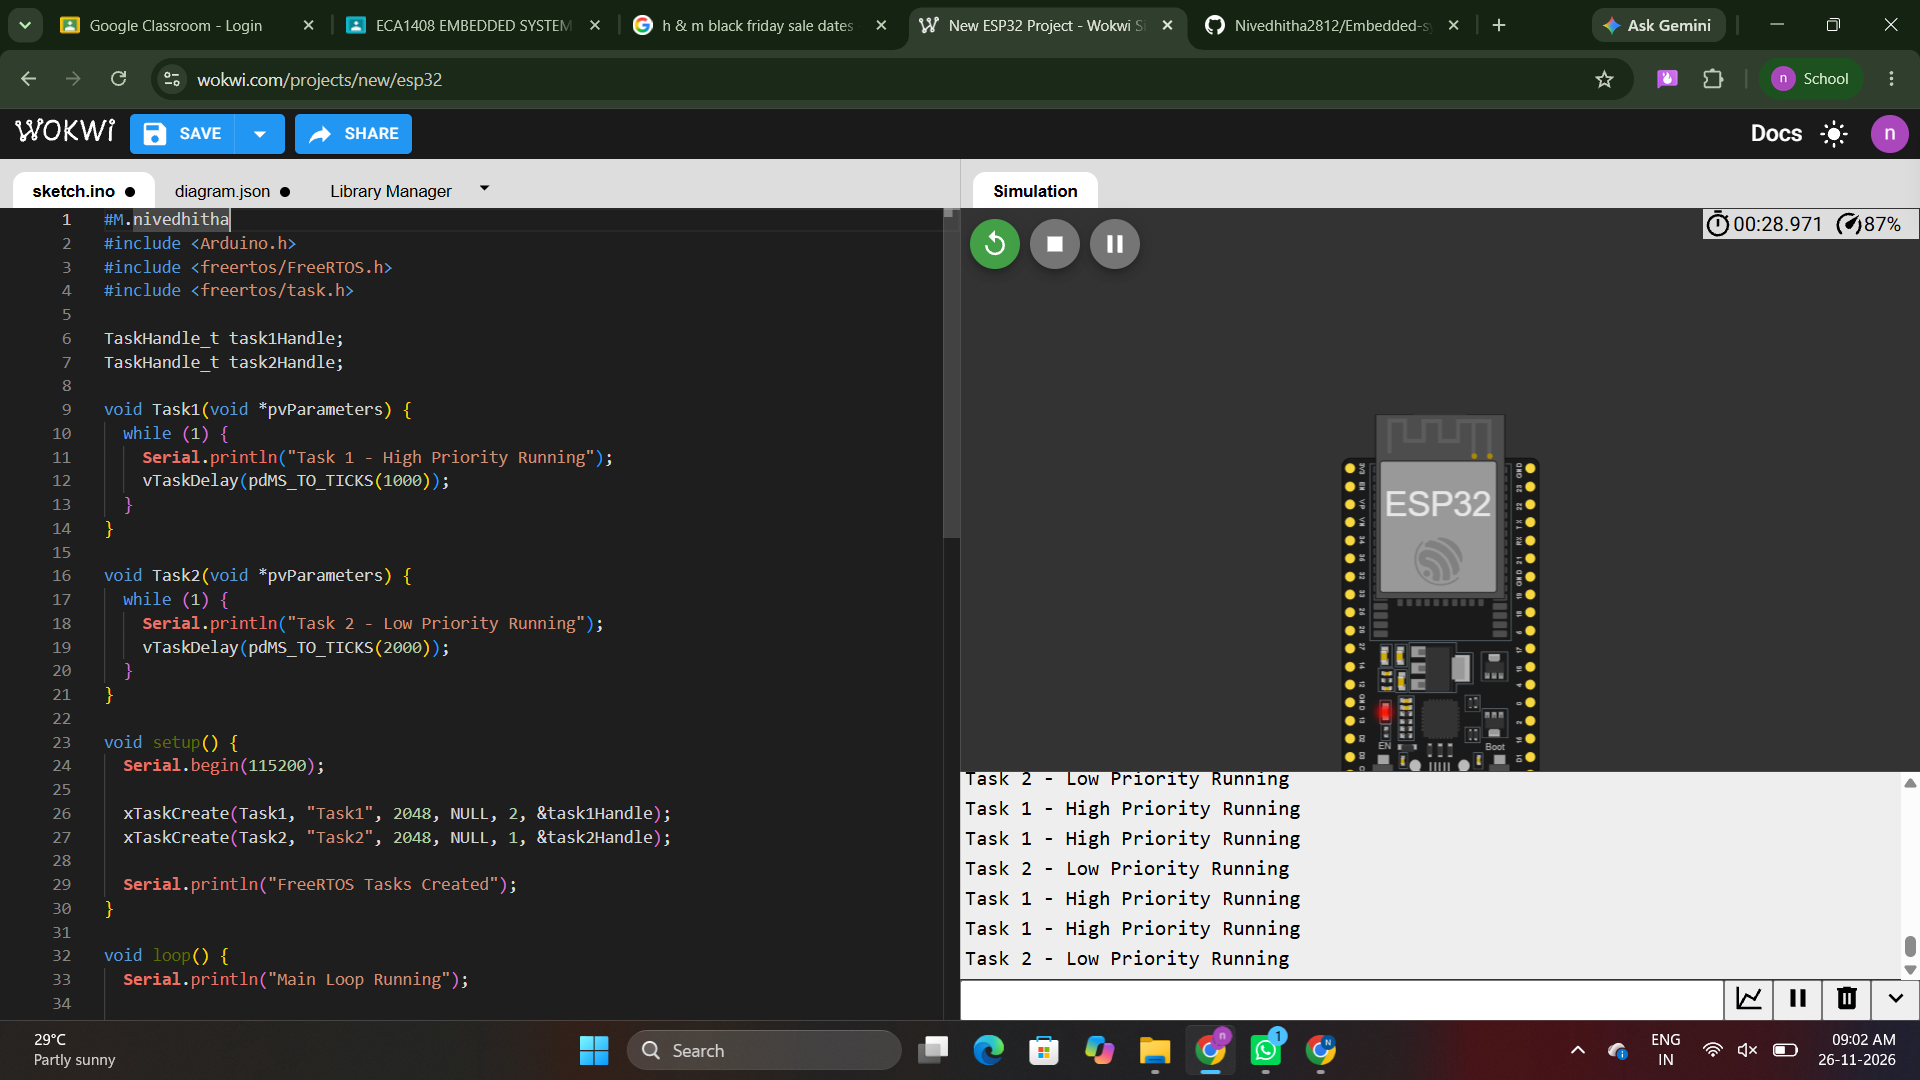 Google Classroom - Login
ECA1408 EMBEDDED SYSTEM
h & m black friday sale dates
New ESP32 Project - Wokwi Si
Nivedhitha2812/Embedded-sy
Ask Gemini
wokwi.com/projects/new/esp32
n School
WOKWI
SAVE
SHARE
Docs
n
sketch.ino
diagram.json
Library Manager
Simulation
00:28.971
87%
1 #M.nivedhitha
2 #include <Arduino.h>
3 #include <freertos/FreeRTOS.h>
4 #include <freertos/task.h>
5
6 TaskHandle_t task1Handle;
7 TaskHandle_t task2Handle;
8
9 void Task1(void *pvParameters) {
10 while (1) {
11 Serial.println("Task 1 - High Priority Running");
12 vTaskDelay(pdMS_TO_TICKS(1000));
13 }
14 }
15
16 void Task2(void *pvParameters) {
17 while (1) {
18 Serial.println("Task 2 - Low Priority Running");
19 vTaskDelay(pdMS_TO_TICKS(2000));
20 }
21 }
22
23 void setup() {
24 Serial.begin(115200);
25
26 xTaskCreate(Task1, "Task1", 2048, NULL, 2, &task1Handle);
27 xTaskCreate(Task2, "Task2", 2048, NULL, 1, &task2Handle);
28
29 Serial.println("FreeRTOS Tasks Created");
30 }
31
32 void loop() {
33 Serial.println("Main Loop Running");
34
ESP32
EN
Boot
Task 2 - Low Priority Running
Task 1 - High Priority Running
Task 1 - High Priority Running
Task 2 - Low Priority Running
Task 1 - High Priority Running
Task 1 - High Priority Running
Task 2 - Low Priority Running
29°C
Partly sunny
Search
n
1
N
ENG
IN
09:02 AM
26-11-2026